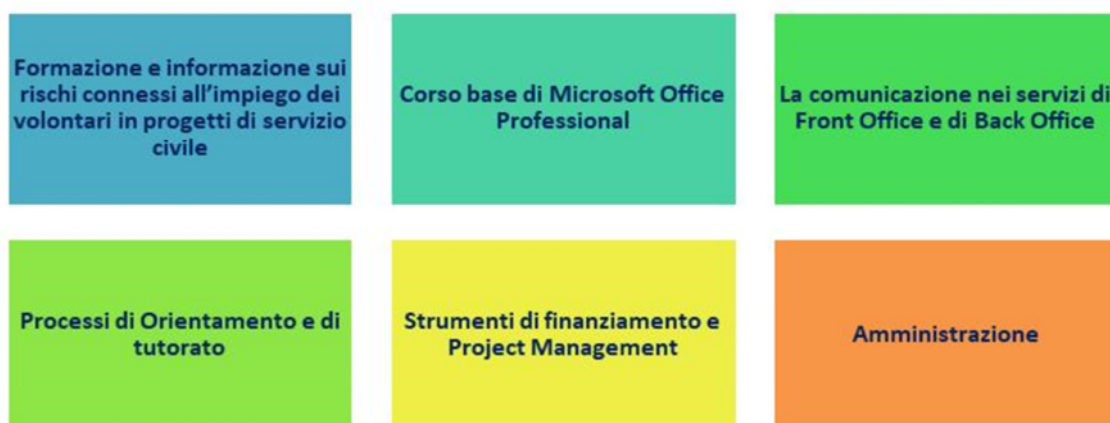 Formazione e informazione sui
rischi connessi all'impiego dei
volontari in progetti di servizio
civile
Corso base di Microsoft Office
Professional
La comunicazione nei servizi di
Front Office e di Back Office
Processi di Orientamento e di
tutorato
Strumenti di finanziamento e
Project Management
Amministrazione